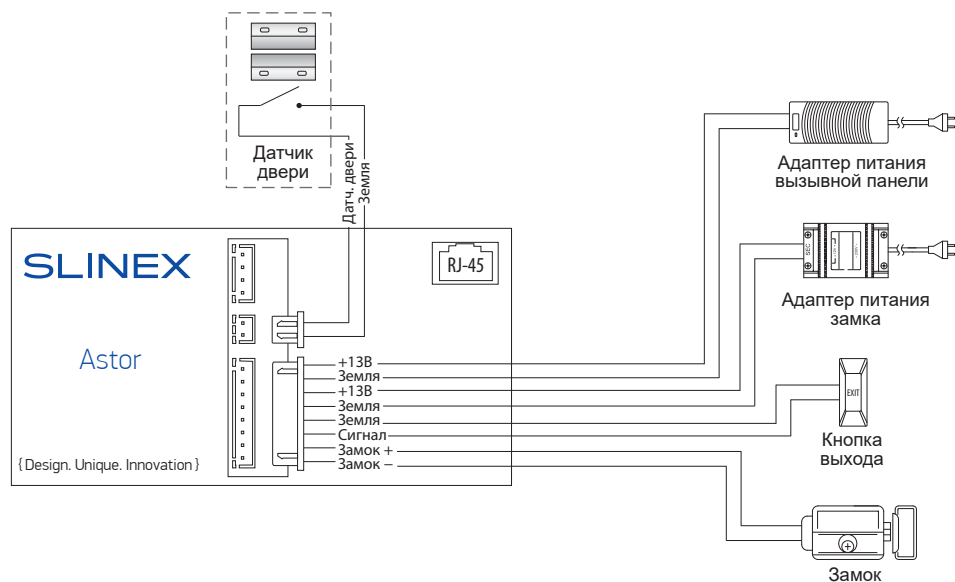 Датчик
двери
Датч. двери
Земля
Адаптер питания
вызывной панели
SLINEX
RJ-45
SEC
Адаптер питания
замка
Astor
+13В
Земля
+13В
Земля
Земля
Сигнал
Замок +
Замок −
EXIT
Кнопка
выхода
{Design. Unique. Innovation}
Замок